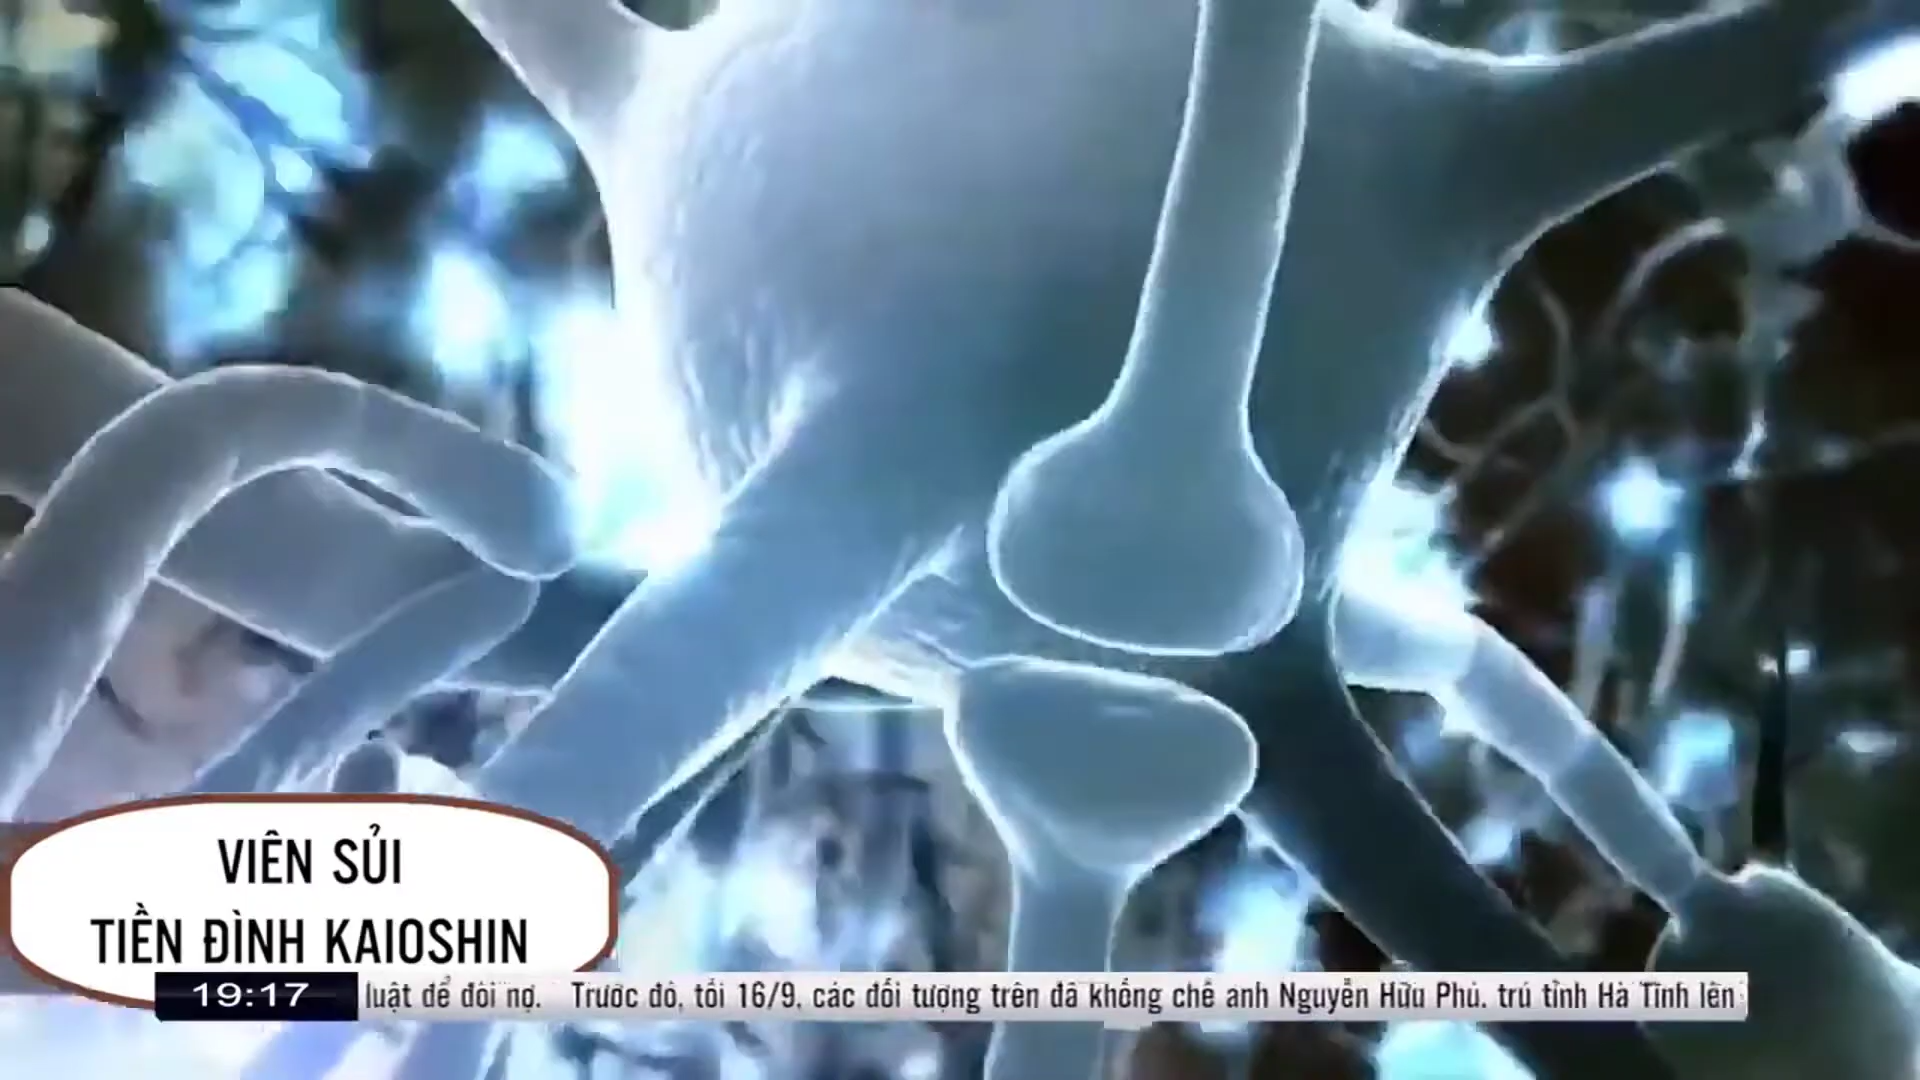 VIÊN SỦI
TIỀN ĐÌNH KAIOSHIN
19:17 luật để đòi nợ. Trước đó, tối 16/9, các đối tượng trên đã khống chế anh Nguyễn Hữu Phú, trú tỉnh Hà Tĩnh lên